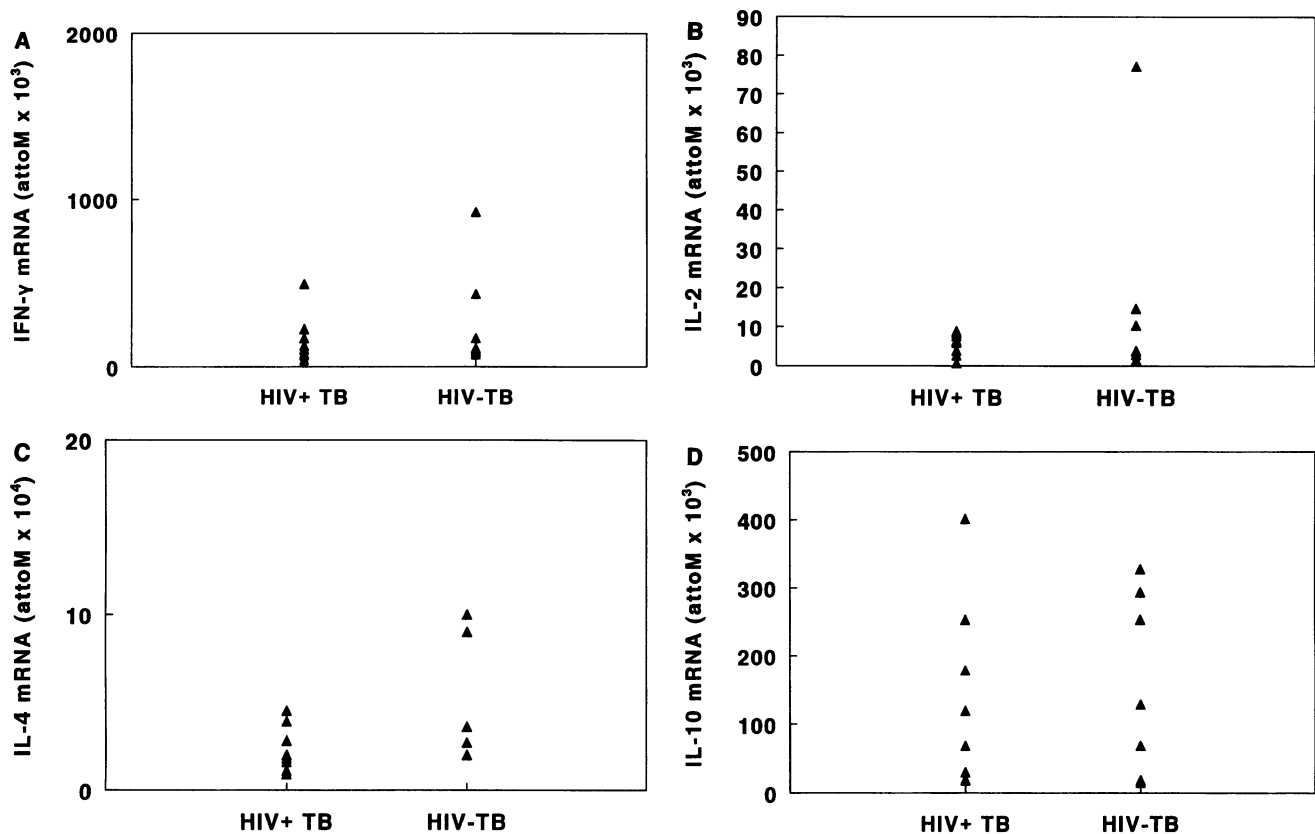 A
IFN-γ mRNA (attoM x 10³)
2000
1000
0
HIV+ TB
HIV-TB
B
IL-2 mRNA (attoM x 10³)
90
80
70
60
50
40
30
20
10
0
HIV+ TB
HIV-TB
C
IL-4 mRNA (attoM x 10⁴)
20
10
0
HIV+ TB
HIV-TB
D
IL-10 mRNA (attoM x 10³)
500
400
300
200
100
0
HIV+ TB
HIV-TB